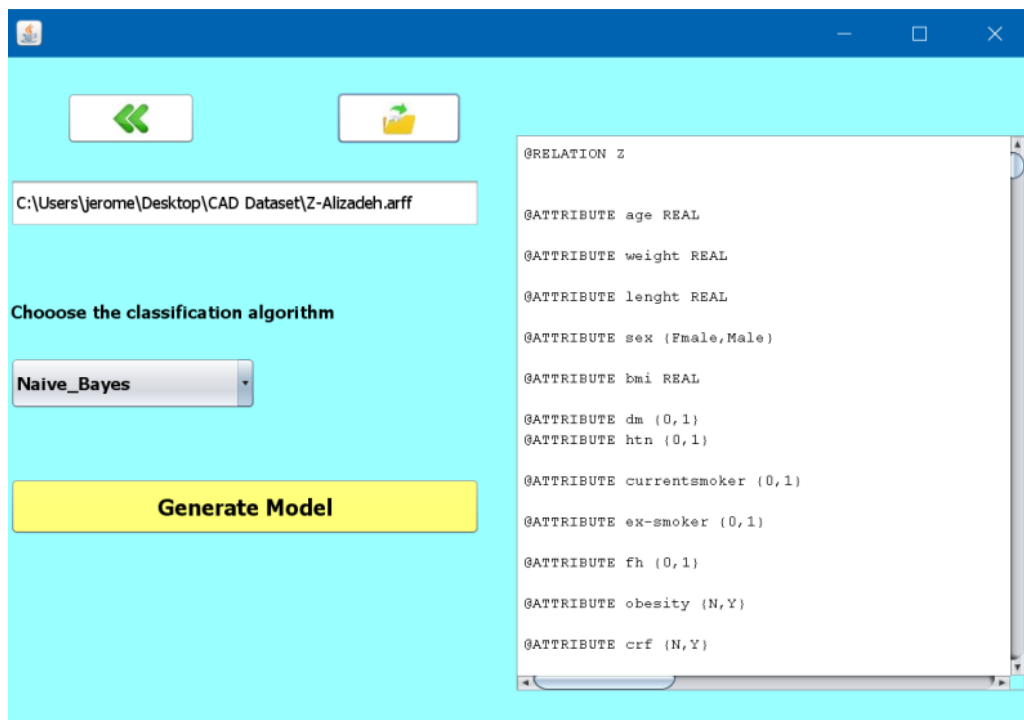 C:\Users\jerome\Desktop\CAD Dataset\Z-Alizadeh.arff
Chooose the classification algorithm
Naive_Bayes
Generate Model
@RELATION Z
@ATTRIBUTE age REAL
@ATTRIBUTE weight REAL
@ATTRIBUTE lenght REAL
@ATTRIBUTE sex {Fmale,Male}
@ATTRIBUTE bmi REAL
@ATTRIBUTE dm {0,1}
@ATTRIBUTE htn {0,1}
@ATTRIBUTE currentsmoker {0,1}
@ATTRIBUTE ex-smoker {0,1}
@ATTRIBUTE fh {0,1}
@ATTRIBUTE obesity {N,Y}
@ATTRIBUTE crf {N,Y}